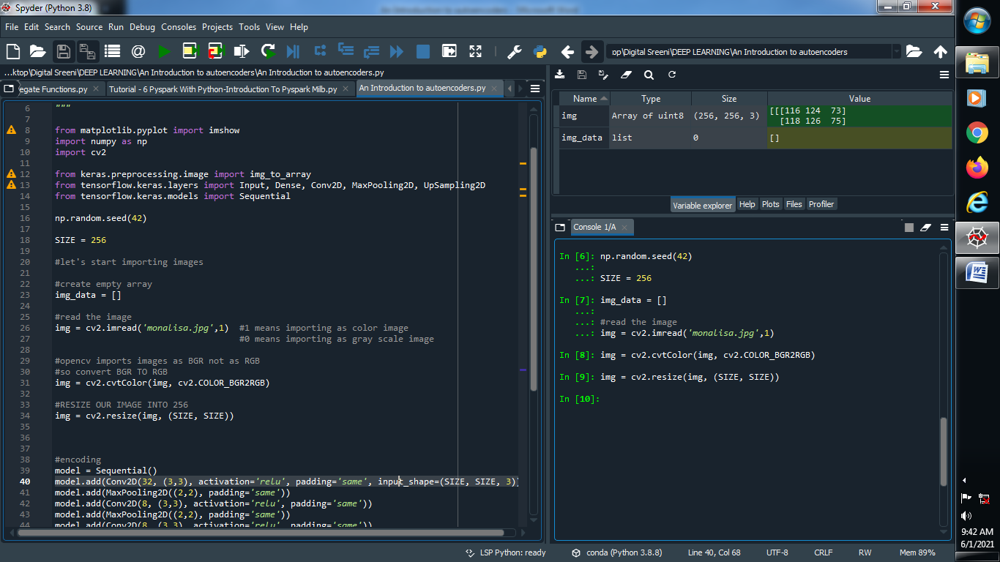 An Introduction to autoencoders - Microsoft Word
Spyder (Python 3.8)
File Edit Search Source Run Debug Consoles Projects Tools View Help
op\Digital Sreeni\DEEP LEARNING\An Introduction to autoencoders
...ktop\Digital Sreeni\DEEP LEARNING\An Introduction to autoencoders\An Introduction to autoencoders.py
egate Functions.py Tutorial - 6 Pyspark With Python-Introduction To Pyspark Milb.py An Introduction to autoencoders.py
6 """
7
8 from matplotlib.pyplot import imshow
9 import numpy as np
10 import cv2
11
12 from keras.preprocessing.image import img_to_array
13 from tensorflow.keras.layers import Input, Dense, Conv2D, MaxPooling2D, UpSampling2D
14 from tensorflow.keras.models import Sequential
15
16 np.random.seed(42)
17
18 SIZE = 256
19
20 #let's start importing images
21
22 #create empty array
23 img_data = []
24
25 #read the image
26 img = cv2.imread('monalisa.jpg',1)  #1 means importing as color image
27 #0 means importing as gray scale image
28
29 #opencv imports images as BGR not as RGB
30 #so convert BGR TO RGB
31 img = cv2.cvtColor(img, cv2.COLOR_BGR2RGB)
32
33 #RESIZE OUR IMAGE INTO 256
34 img = cv2.resize(img, (SIZE, SIZE))
35
36
37
38 #encoding
39 model = Sequential()
40 model.add(Conv2D(32, (3,3), activation='relu', padding='same', input_shape=(SIZE, SIZE, 3))
41 model.add(MaxPooling2D((2,2), padding='same'))
42 model.add(Conv2D(8, (3,3), activation='relu', padding='same'))
43 model.add(MaxPooling2D((2,2), padding='same'))
44 model.add(Conv2D(8, (3,3), activation='relu', padding='same'))
Name Type Size Value
img Array of uint8 (256, 256, 3) [[[116 124 73]
[118 126 75]
img_data list 0 []
Variable explorer Help Plots Files Profiler
Console 1/A
In [6]: np.random.seed(42)
...:
...: SIZE = 256
In [7]: img_data = []
...:
...: #read the image
...: img = cv2.imread('monalisa.jpg',1)
In [8]: img = cv2.cvtColor(img, cv2.COLOR_BGR2RGB)
In [9]: img = cv2.resize(img, (SIZE, SIZE))
In [10]:
LSP Python: ready conda (Python 3.8.8) Line 40, Col 68 UTF-8 CRLF RW Mem 89%
9:42 AM
6/1/2021